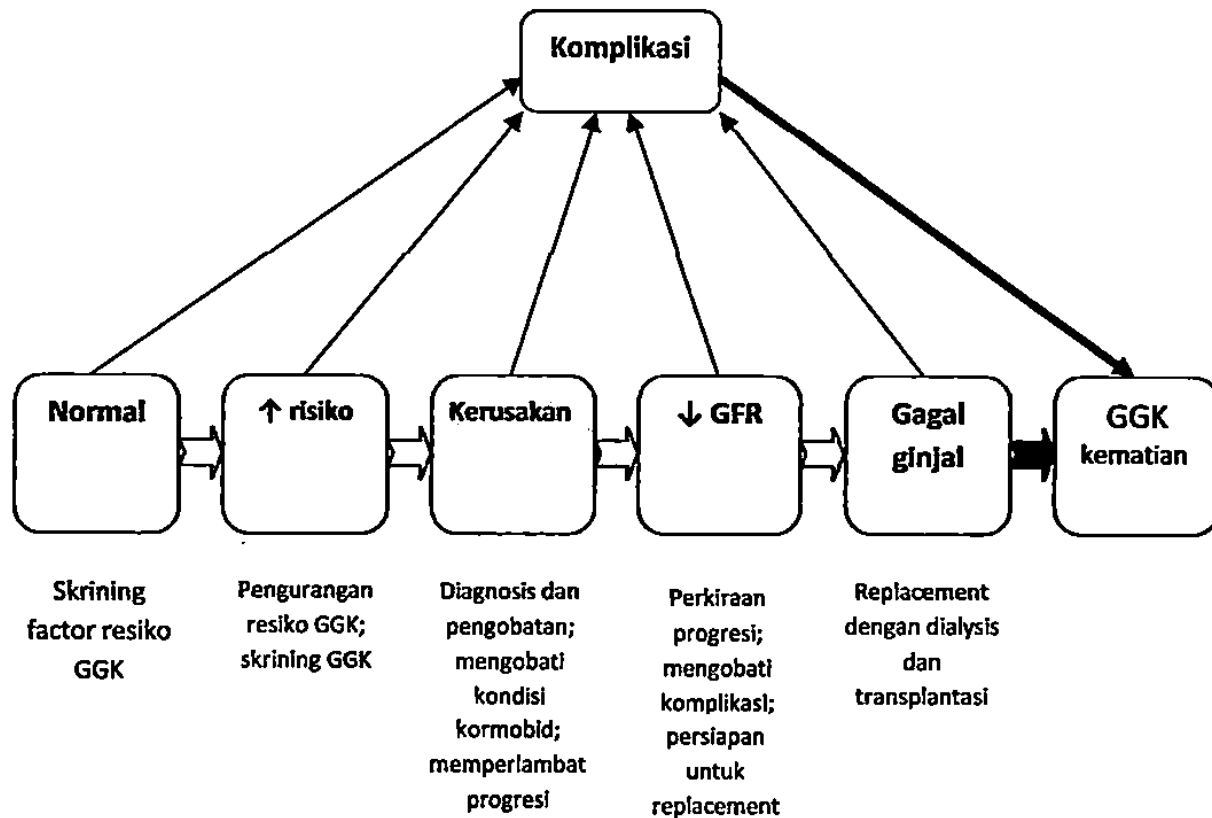 Komplikasi
Normal
↑ risiko
Kerusakan
↓ GFR
Gagal
ginjal
GGK
kematian
Skrining
factor resiko
GGK
Pengurangan
resiko GGK;
skrining GGK
Diagnosis dan
pengobatan;
mengobati
kondisi
kormobid;
memperlambat
progresi
Perkiraan
progresi;
mengobati
komplikasi;
persiapan
untuk
replacement
Replacement
dengan dialysis
dan
transplantasi